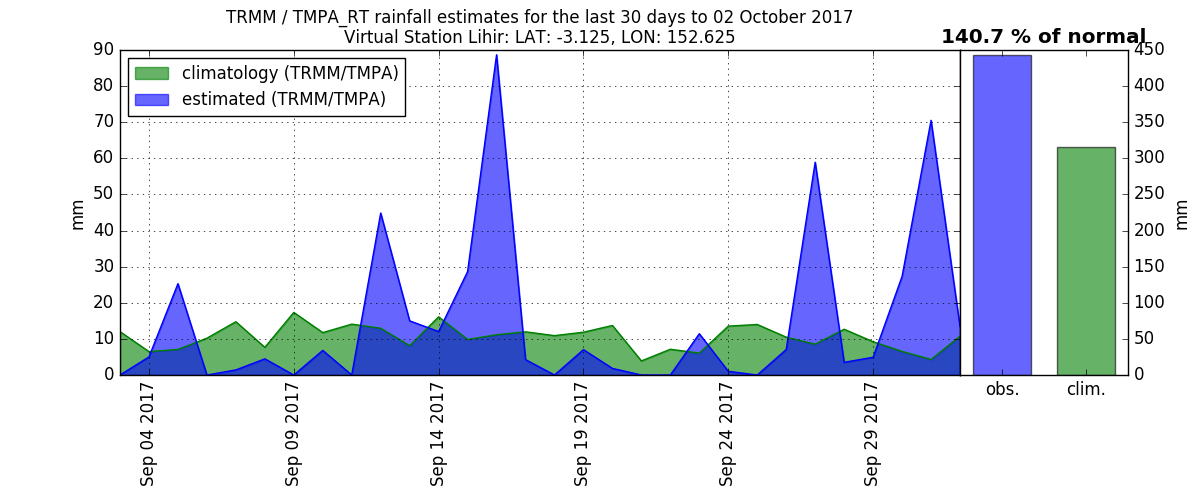 TRMM / TMPA_RT rainfall estimates for the last 30 days to 02 October 2017
Virtual Station Lihir: LAT: -3.125, LON: 152.625
140.7 % of normal
climatology (TRMM/TMPA)
estimated (TRMM/TMPA)
mm
90
80
70
60
50
40
30
20
10
0
Sep 04 2017
Sep 09 2017
Sep 14 2017
Sep 19 2017
Sep 24 2017
Sep 29 2017
obs.
clim.
450
400
350
300
250
200
150
100
50
0
mm